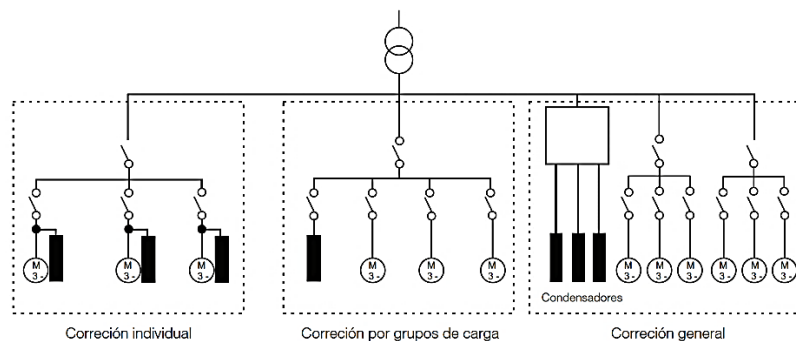 M
3 -
M
3 -
M
3 -
M
3 -
M
3 -
M
3 -
M
3 -
M
3 -
M
3 -
M
3 -
M
3 -
M
3 -
Condensadores
Correción individual
Correción por grupos de carga
Correción general